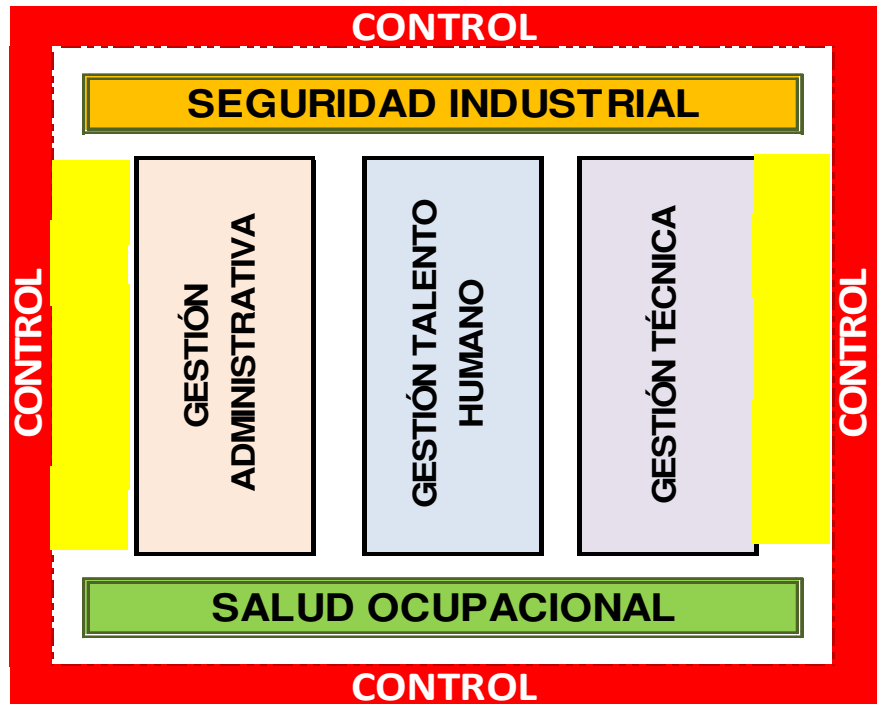 CONTROL
SEGURIDAD INDUSTRIAL
CONTROL
GESTIÓN
ADMINISTRATIVA
GESTIÓN TALENTO
HUMANO
GESTIÓN TÉCNICA
CONTROL
SALUD OCUPACIONAL
CONTROL